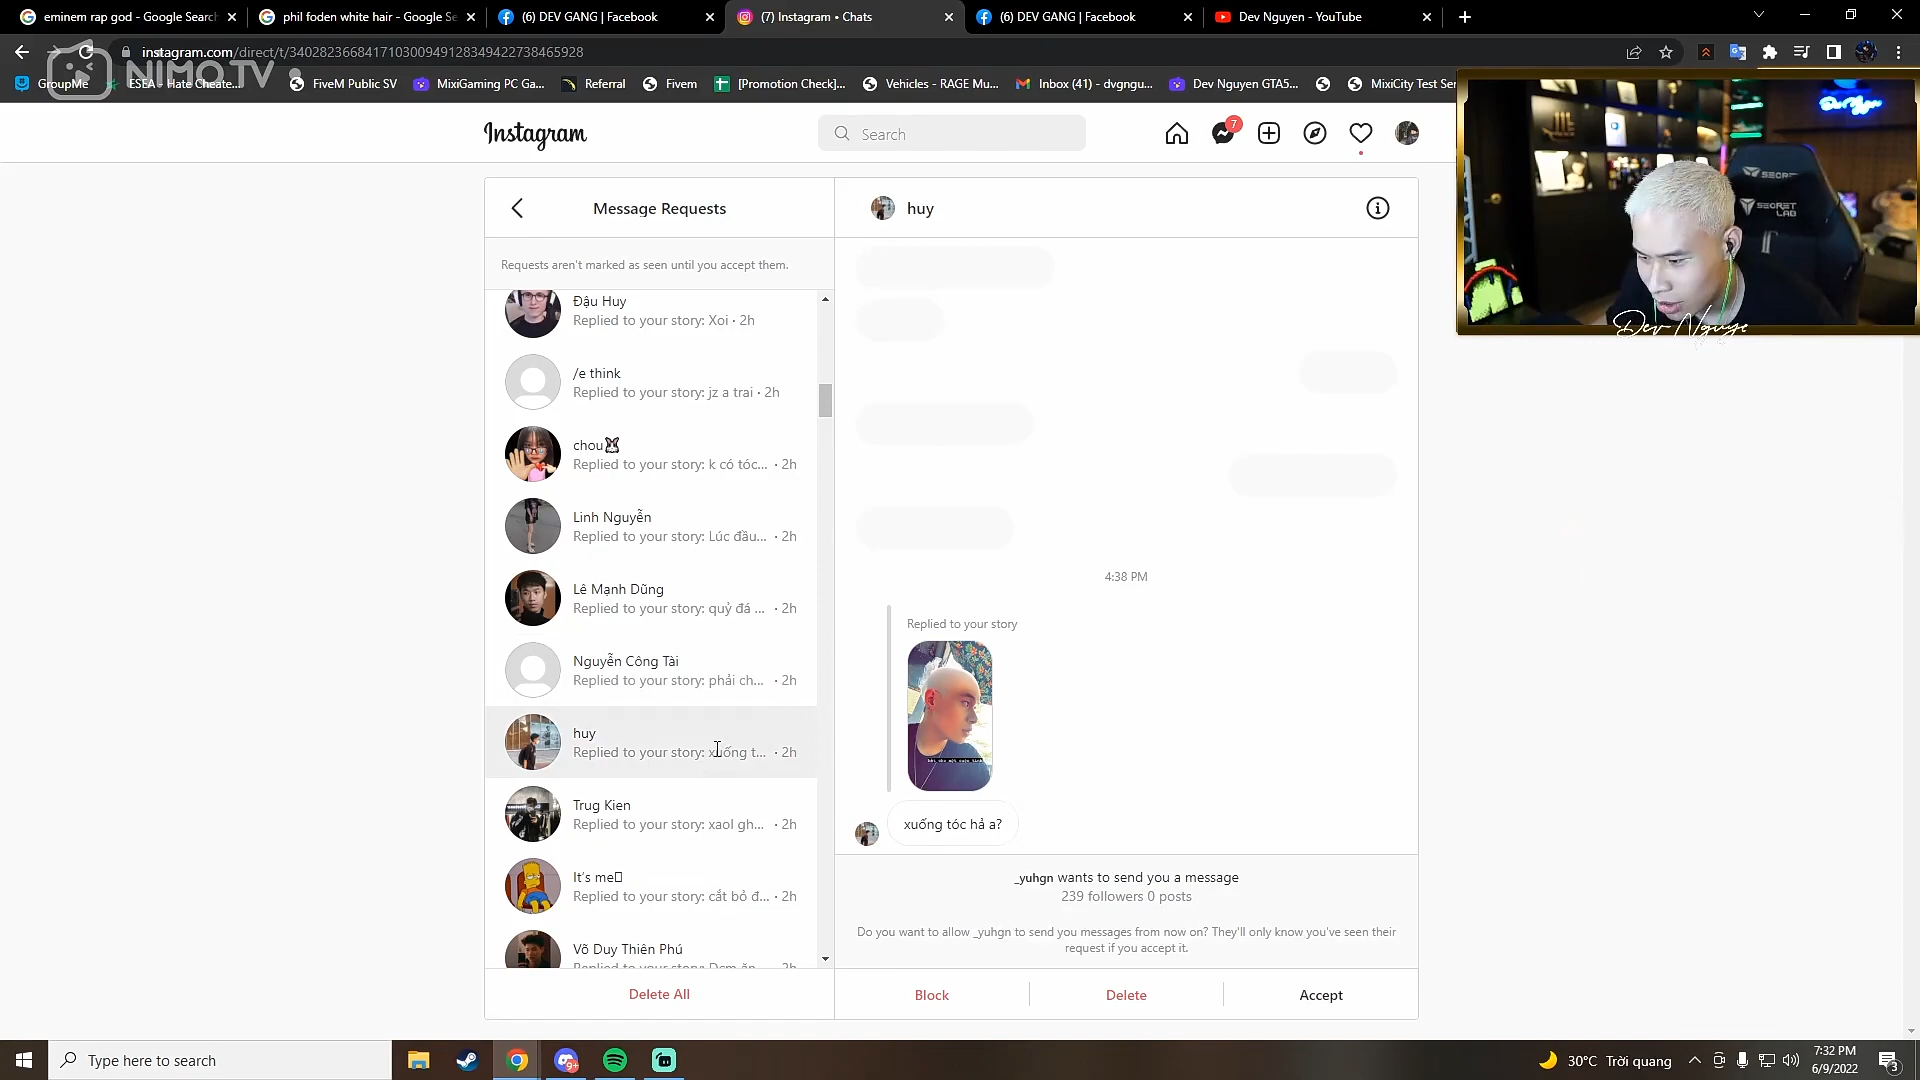 eminem rap god - Google Search
phil foden white hair - Google Se
(6) DEV GANG | Facebook
(7) Instagram • Chats
(6) DEV GANG | Facebook
Dev Nguyen - YouTube
instagram.com/direct/t/340282366841710300949128349422738465928
NIMO.TV
GroupMe
ESEA - Hate Cheate...
FiveM Public SV
MixiGaming PC Ga...
Referral
Fivem
[Promotion Check]...
Vehicles - RAGE Mu...
Inbox (41) - dvgngu...
Dev Nguyen GTA5...
MixiCity Test Ser
Instagram
Search
7
Message Requests
huy
Requests aren't marked as seen until you accept them.
Đậu Huy
Replied to your story: Xoi · 2h
/e think
Replied to your story: jz a trai · 2h
chou
Replied to your story: k có tóc... · 2h
Linh Nguyễn
Replied to your story: Lúc đầu... · 2h
Lê Mạnh Dũng
Replied to your story: quỷ đá ... · 2h
Nguyễn Công Tài
Replied to your story: phải ch... · 2h
huy
Replied to your story: xuống t... · 2h
Trug Kien
Replied to your story: xaol gh... · 2h
It's me
Replied to your story: cắt bỏ đ... · 2h
Võ Duy Thiên Phú
Delete All
4:38 PM
Replied to your story
xuống tóc hả a?
_yuhgn wants to send you a message
239 followers 0 posts
Do you want to allow _yuhgn to send you messages from now on? They'll only know you've seen their
request if you accept it.
Block
Delete
Accept
SECRET
LAB
Type here to search
9+
30°C Trời quang
7:32 PM
6/9/2022
3